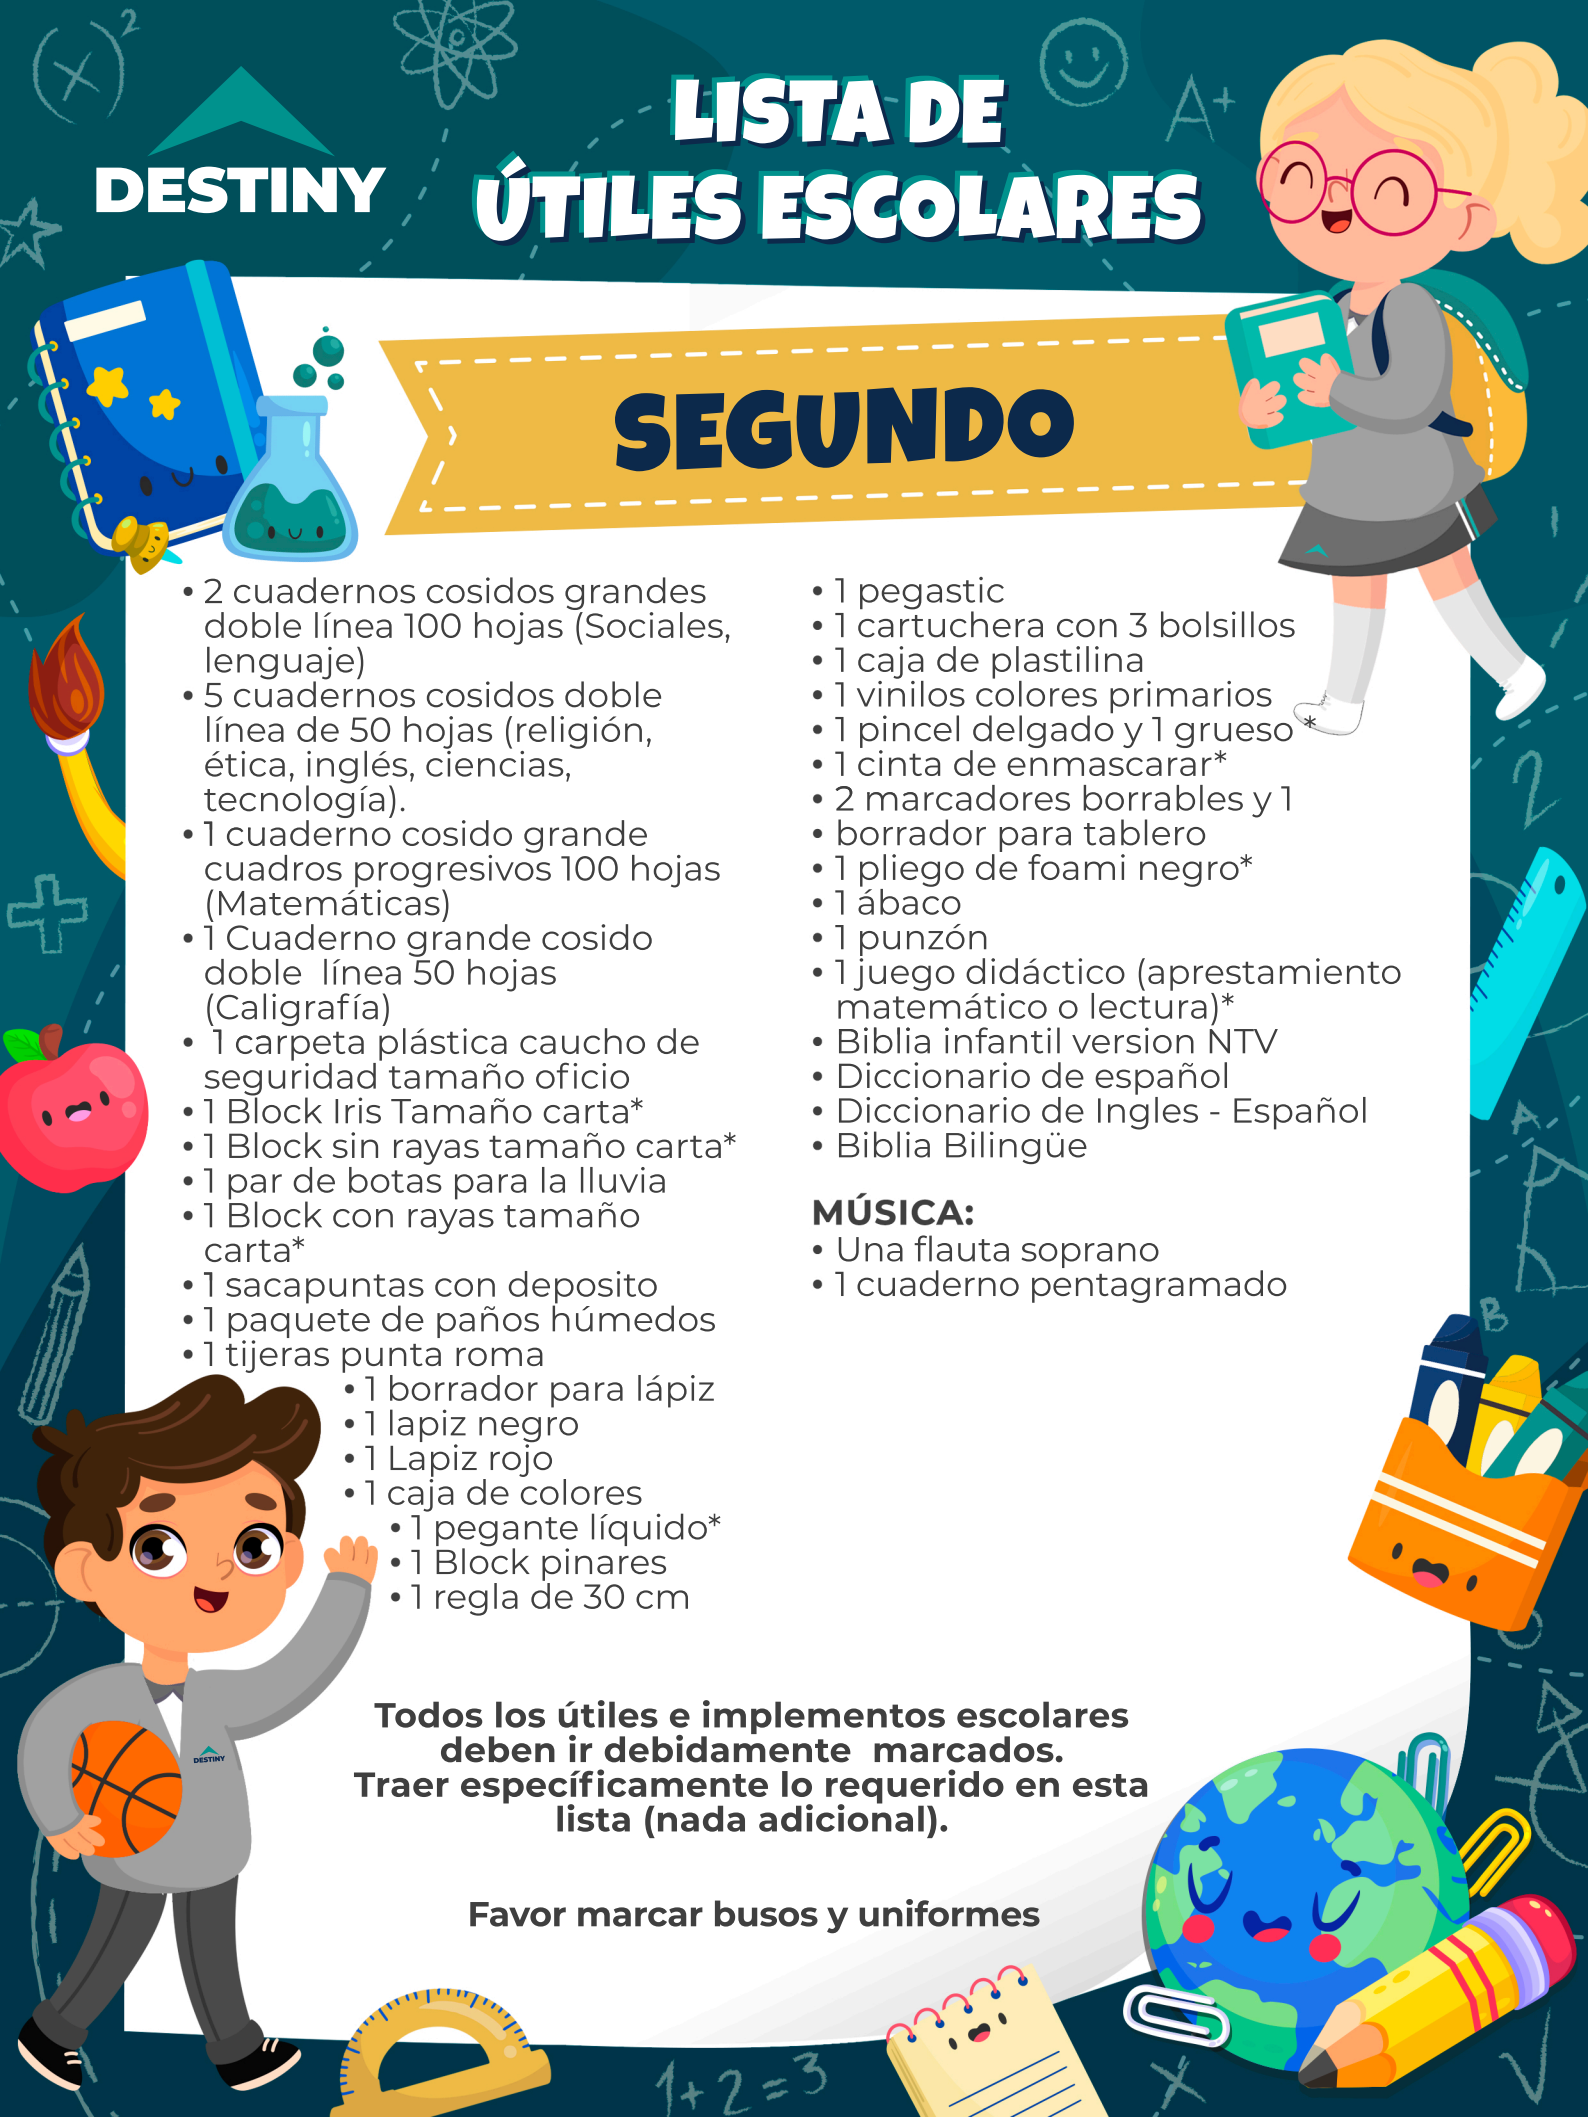 DESTINY
LISTA DE
ÚTILES ESCOLARES
SEGUNDO
• 2 cuadernos cosidos grandes
doble línea 100 hojas (Sociales,
lenguaje)
• 5 cuadernos cosidos doble
línea de 50 hojas (religión,
ética, inglés, ciencias,
tecnología).
• 1 cuaderno cosido grande
cuadros progresivos 100 hojas
(Matemáticas)
• 1 Cuaderno grande cosido
doble línea 50 hojas
(Caligrafía)
• 1 carpeta plástica caucho de
seguridad tamaño oficio
• 1 Block Iris Tamaño carta*
• 1 Block sin rayas tamaño carta*
• 1 par de botas para la lluvia
• 1 Block con rayas tamaño
carta*
• 1 sacapuntas con deposito
• 1 paquete de paños húmedos
• 1 tijeras punta roma
• 1 borrador para lápiz
• 1 lapiz negro
• 1 Lapiz rojo
• 1 caja de colores
• 1 pegante líquido*
• 1 Block pinares
• 1 regla de 30 cm
• 1 pegastic
• 1 cartuchera con 3 bolsillos
• 1 caja de plastilina
• 1 vinilos colores primarios
• 1 pincel delgado y 1 grueso *
• 1 cinta de enmascarar*
• 2 marcadores borrables y 1
• borrador para tablero
• 1 pliego de foami negro*
• 1 ábaco
• 1 punzón
• 1 juego didáctico (aprestamiento
matemático o lectura)*
• Biblia infantil version NTV
• Diccionario de español
• Diccionario de Ingles - Español
• Biblia Bilingüe
MÚSICA:
• Una flauta soprano
• 1 cuaderno pentagramado
Todos los útiles e implementos escolares
deben ir debidamente marcados.
Traer específicamente lo requerido en esta
lista (nada adicional).
Favor marcar busos y uniformes
DESTINY
(x)²
A+
2
A
B
1+2=3